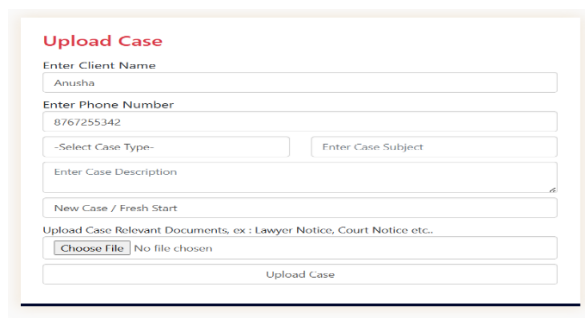 Upload Case
Enter Client Name
Anusha
Enter Phone Number
8767255342
-Select Case Type-
Enter Case Subject
Enter Case Description
New Case / Fresh Start
Upload Case Relevant Documents, ex : Lawyer Notice, Court Notice etc..
Choose File No file chosen
Upload Case